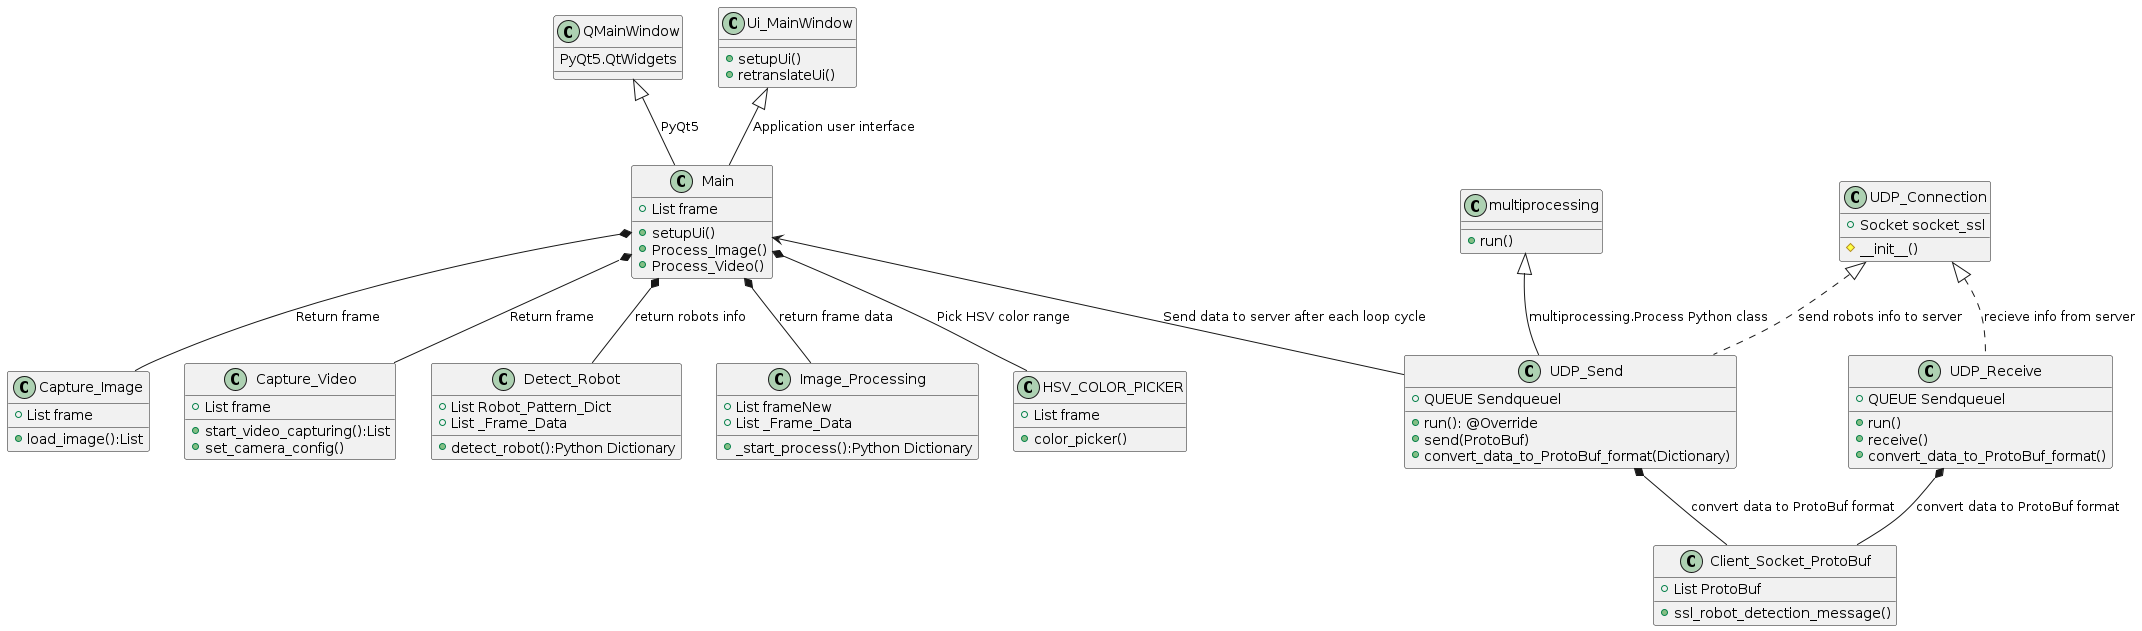 C QMainWindow
PyQt5.QtWidgets
C Ui_MainWindow
setupUi()
retranslateUi()
PyQt5
Application user interface
C Main
List frame
setupUi()
Process_Image()
Process_Video()
C multiprocessing
run()
C UDP_Connection
Socket socket_ssl
__init__()
Return frame
Return frame
return robots info
return frame data
Pick HSV color range
Send data to server after each loop cycle
multiprocessing.Process Python class
send robots info to server
recieve info from server
C Capture_Image
List frame
load_image():List
C Capture_Video
List frame
start_video_capturing():List
set_camera_config()
C Detect_Robot
List Robot_Pattern_Dict
List _Frame_Data
detect_robot():Python Dictionary
C Image_Processing
List frameNew
List _Frame_Data
_start_process():Python Dictionary
C HSV_COLOR_PICKER
List frame
color_picker()
C UDP_Send
QUEUE Sendqueuel
run(): @Override
send(ProtoBuf)
convert_data_to_ProtoBuf_format(Dictionary)
C UDP_Receive
QUEUE Sendqueuel
run()
receive()
convert_data_to_ProtoBuf_format()
convert data to ProtoBuf format
convert data to ProtoBuf format
C Client_Socket_ProtoBuf
List ProtoBuf
ssl_robot_detection_message()